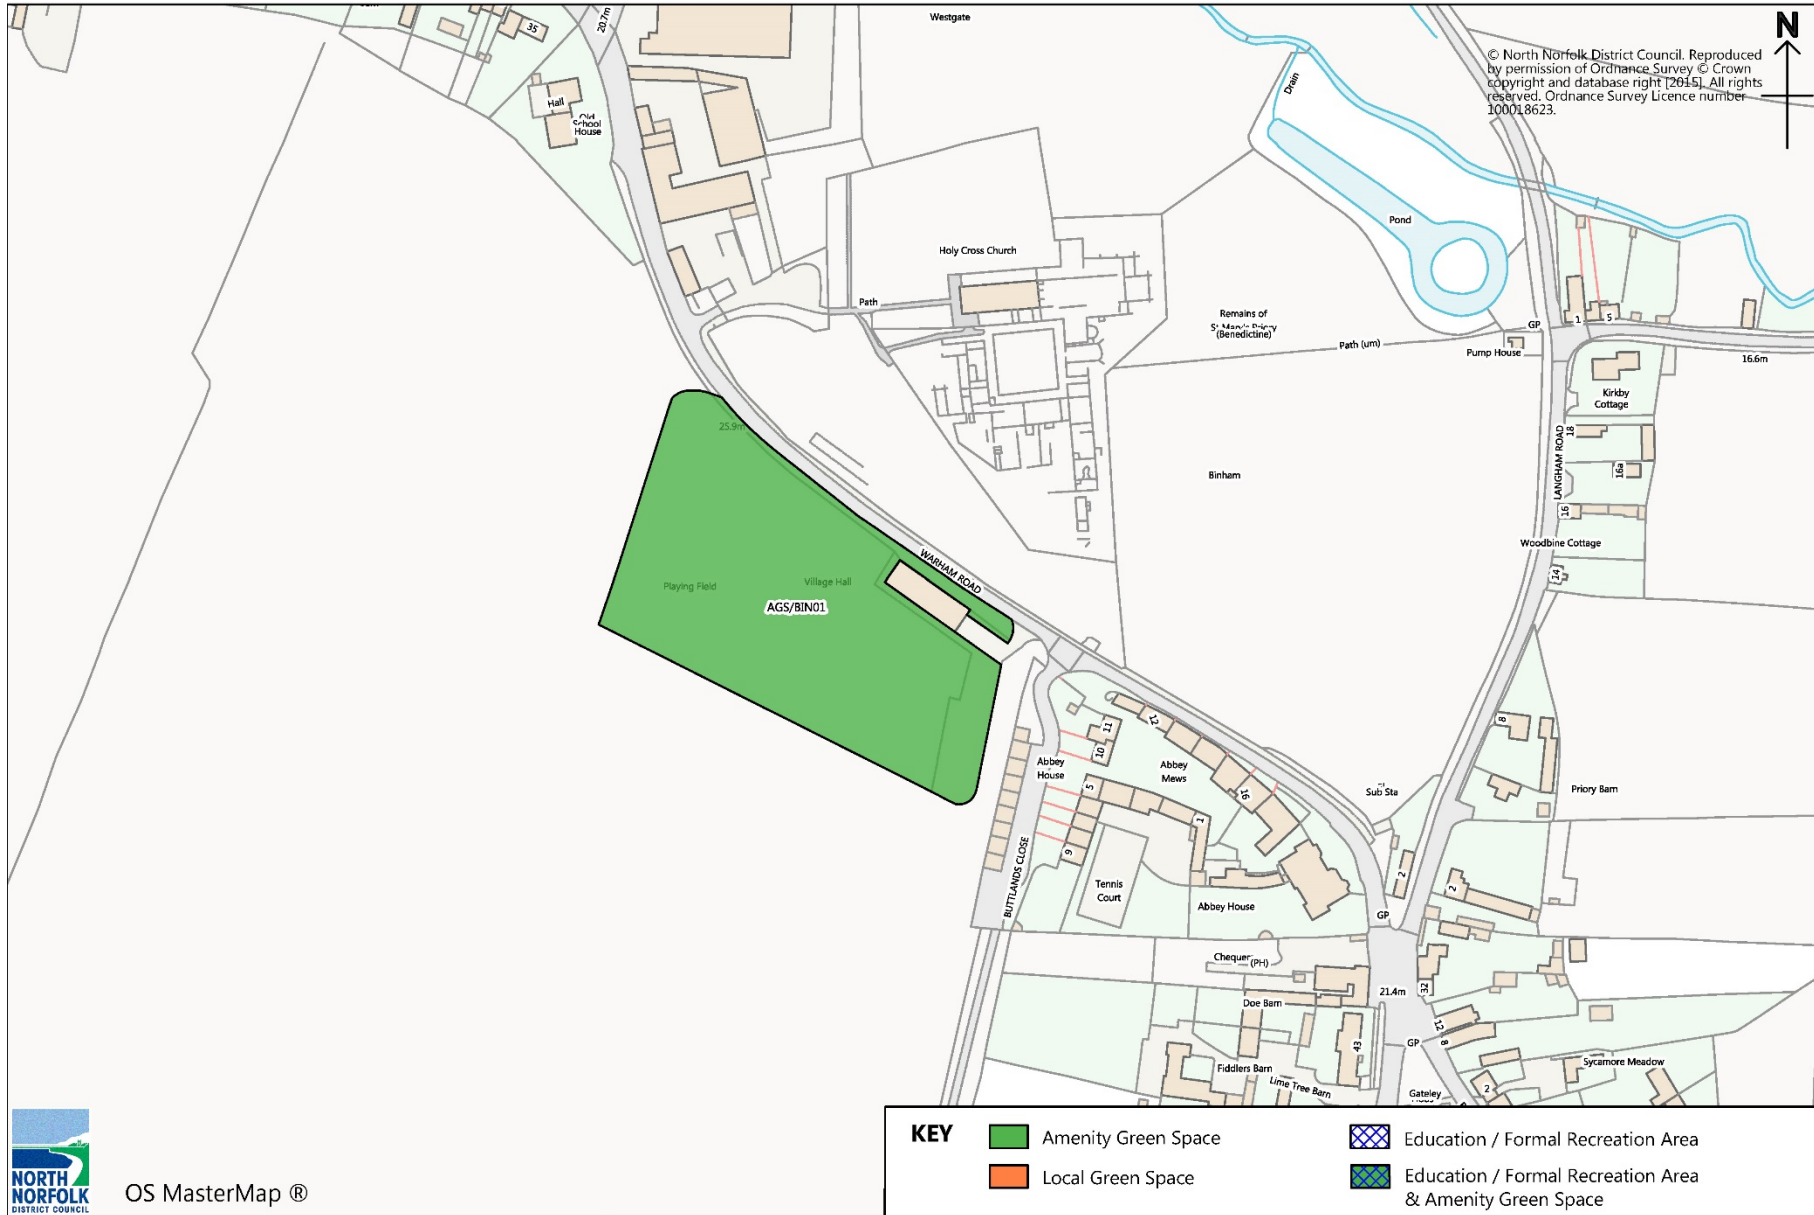 35
20.7m
Westgate
N
© North Norfolk District Council. Reproduced
by permission of Ordnance Survey © Crown
copyright and database right [2015]. All rights
reserved. Ordnance Survey Licence number
100018623.
Drain
Hall
Old
School
House
Pond
Holy Cross Church
Path
Remains of
St Mary's Priory
(Benedictine)
GP
1
5
Path (um)
Pump House
16.6m
Kirkby
Cottage
25.9m
LANGHAM ROAD
18
16a
Binham
16
Woodbine Cottage
14
WARHAM ROAD
Playing Field
Village Hall
AGS/BIN01
12
11
10
8
Abbey
House
Abbey
Mews
5
16
Sub Sta
Priory Barn
1
9
2
2
BUTTLANDS CLOSE
Tennis
Court
Abbey House
GP
(PH)
21.4m
32
Doe Barn
12
8
43
GP
Fiddlers Barn
Sycamore Meadow
Lime Tree Barn
2
Gateley
KEY
Amenity Green Space
Education / Formal Recreation Area
Local Green Space
Education / Formal Recreation Area
& Amenity Green Space
NORTH
NORFOLK
DISTRICT COUNCIL
OS MasterMap ®